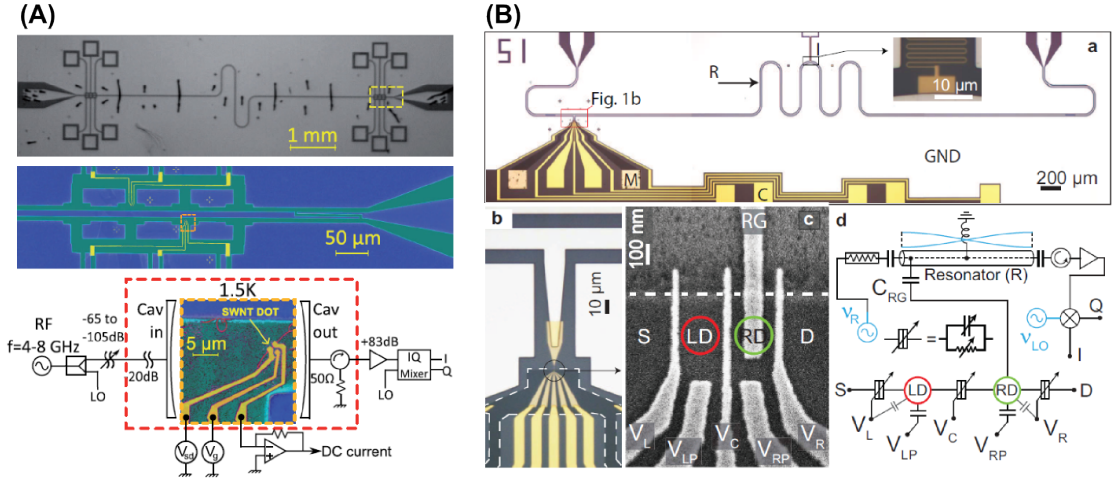 (A)
1 mm
50 µm
1.5K
Cav
in
Cav
out
SWNT DOT
5 µm
RF
f=4-8 GHz
-65 to
-105dB
LO
20dB
+83dB
50Ω
IQ
Mixer
I
Q
LO
Vsd
Vg
DC current
(B)
S1
a
R
I
10 µm
Fig. 1b
M
C
GND
200 µm
b
10 µm
c
100 nm
RG
S
LD
RD
D
VL
VLP
VC
VRP
VR
d
Resonator (R)
CRG
νR
νLO
Q
I
=
S
LD
RD
D
VL
VLP
VC
VRP
VR